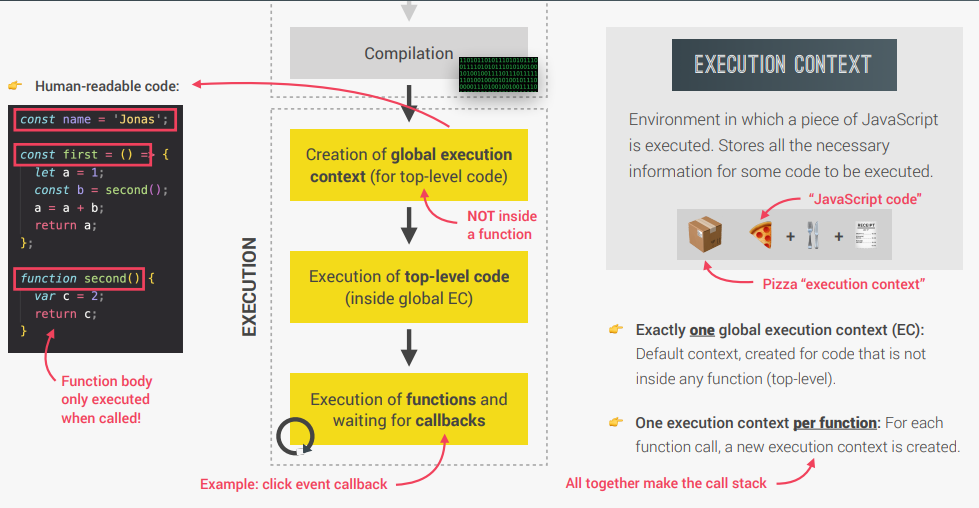 Compilation
11010110101110101011110
👉 Human-readable code:
const name = 'Jonas';
const first = () => {
let a = 1;
const b = second();
a = a + b;
return a;
};
function second() {
var c = 2;
return c;
}
Function body
only executed
when called!
EXECUTION
Creation of global execution
context (for top-level code)
NOT inside
a function
Execution of top-level code
(inside global EC)
Execution of functions and
waiting for callbacks
Example: click event callback
EXECUTION CONTEXT
Environment in which a piece of JavaScript
is executed. Stores all the necessary
information for some code to be executed.
“JavaScript code”
+ +
RECEIPT
Pizza “execution context”
👉 Exactly one global execution context (EC):
Default context, created for code that is not
inside any function (top-level).
👉 One execution context per function: For each
function call, a new execution context is created.
All together make the call stack